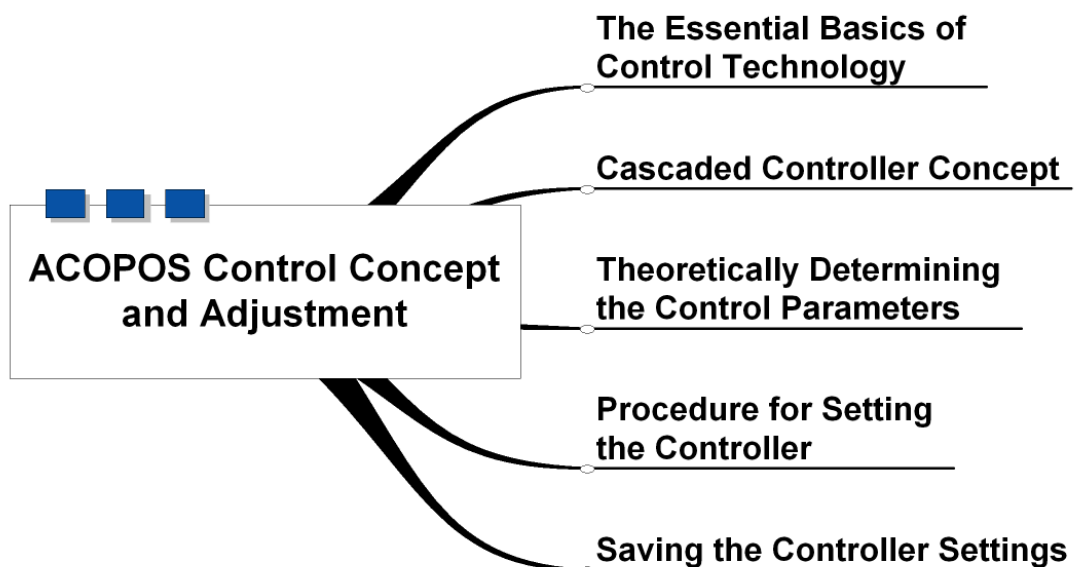 The Essential Basics of
Control Technology
Cascaded Controller Concept
ACOPOS Control Concept
and Adjustment
Theoretically Determining
the Control Parameters
Procedure for Setting
the Controller
Saving the Controller Settings